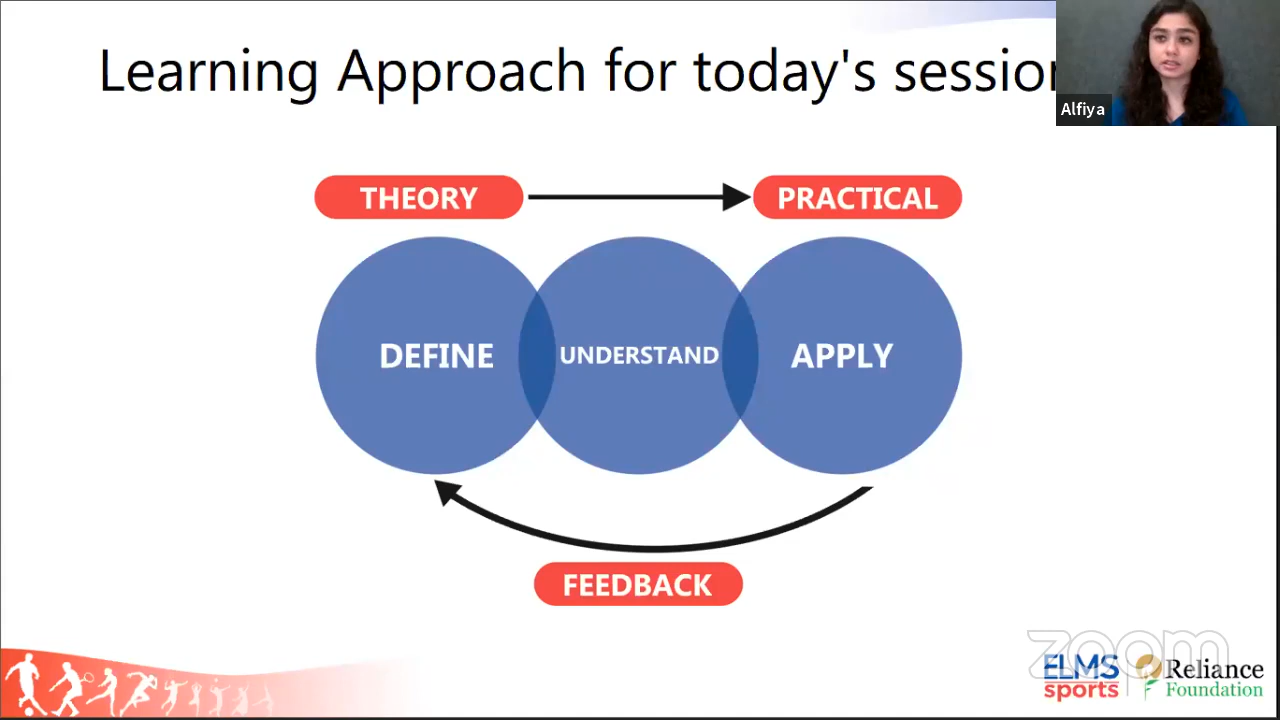 Learning Approach for today's sessio
Alfiya
THEORY
PRACTICAL
DEFINE
UNDERSTAND
APPLY
FEEDBACK
zoom
ELMS
sports
Reliance
Foundation